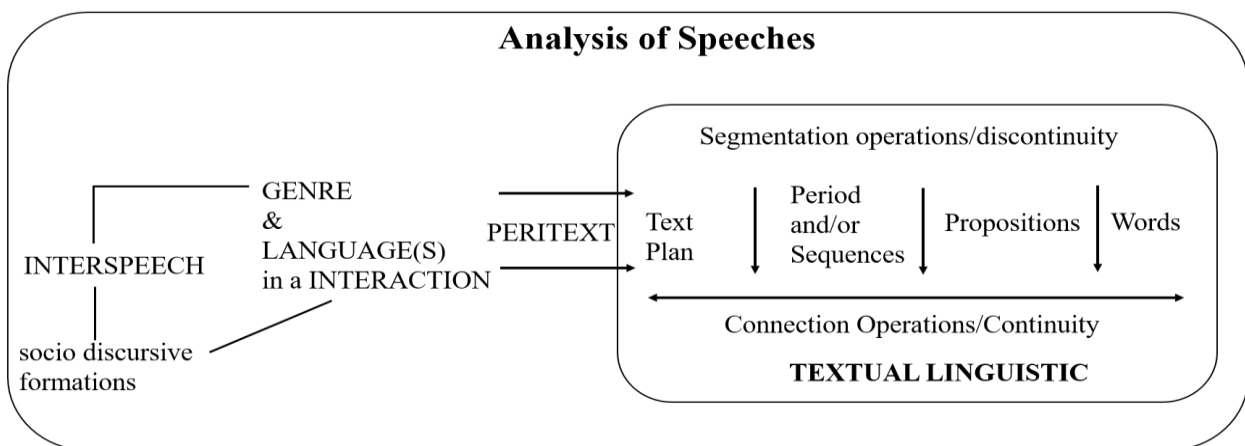 Analysis of Speeches
INTERSPEECH
socio discursive
formations
GENRE
&
LANGUAGE(S)
in a INTERACTION
PERITEXT
Segmentation operations/discontinuity
Text
Plan
Period
and/or
Sequences
Propositions
Words
Connection Operations/Continuity
TEXTUAL LINGUISTIC